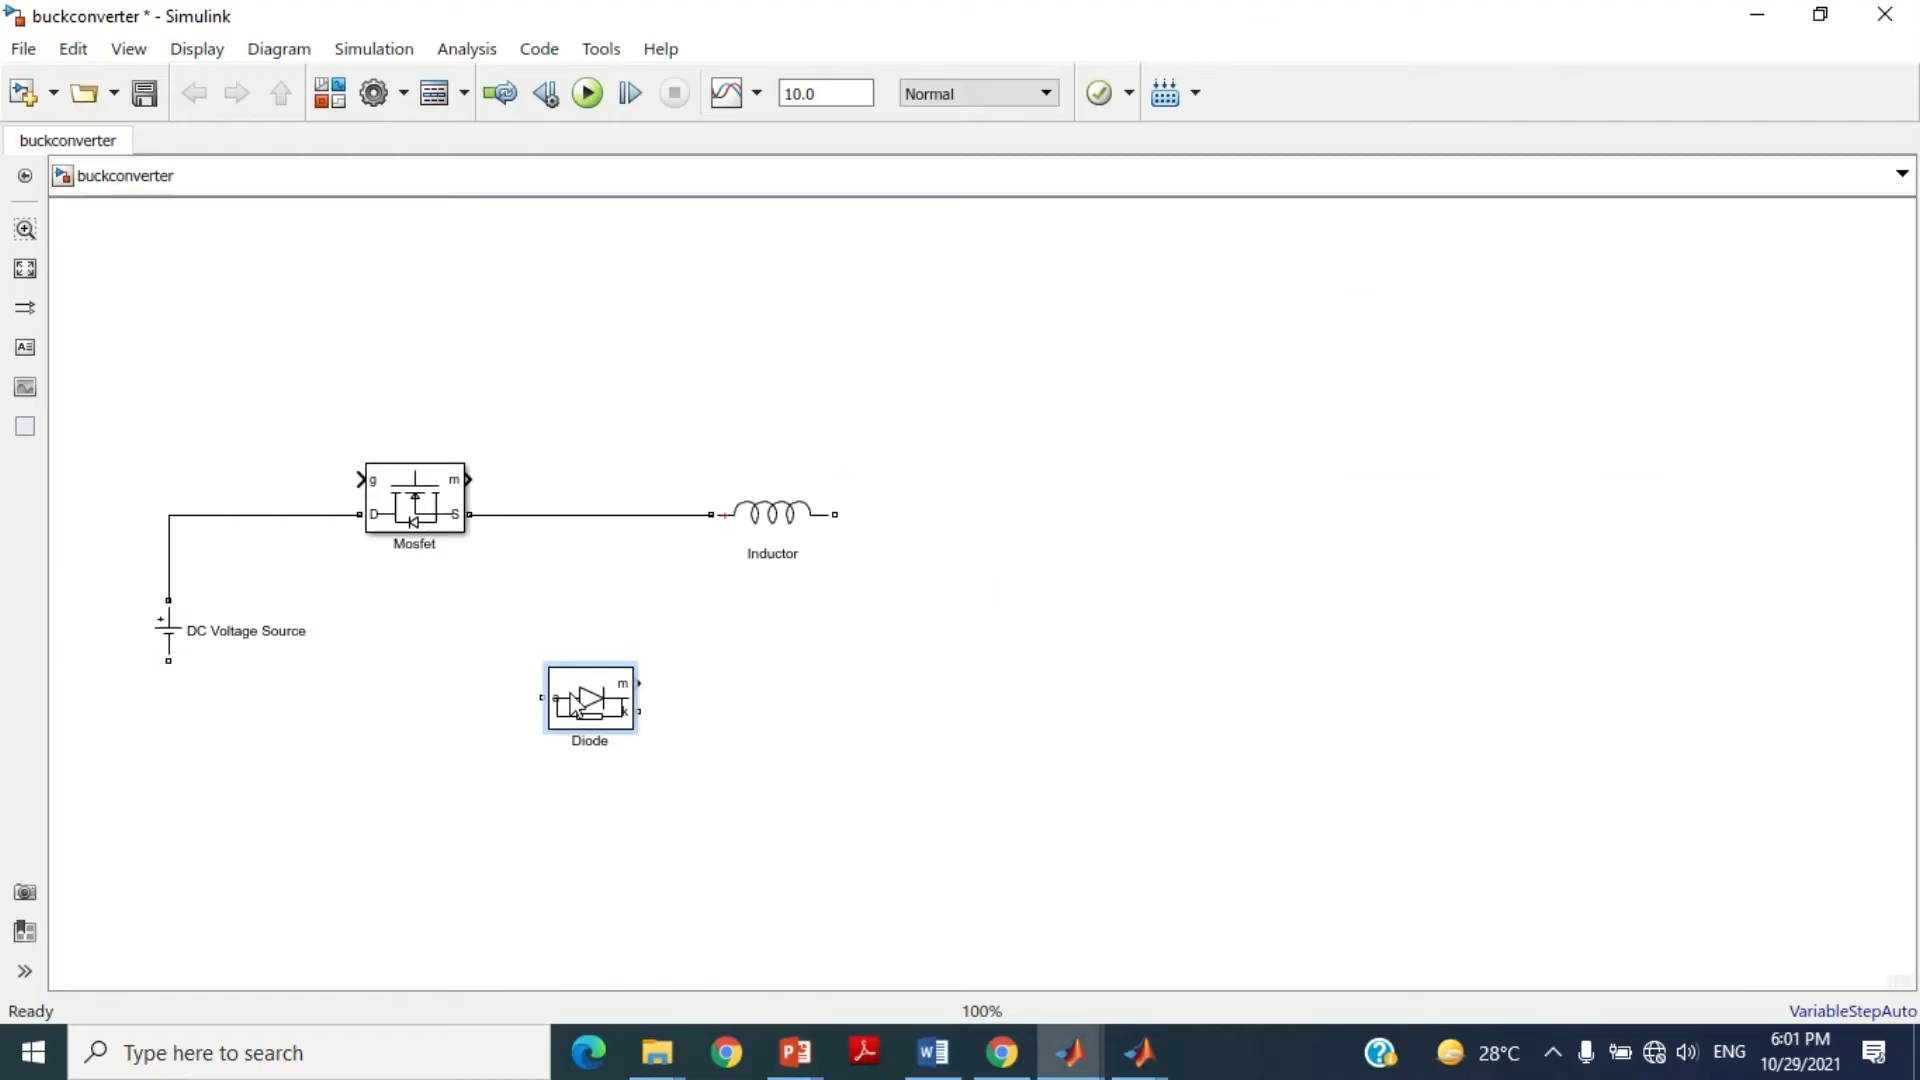 buckconverter * - Simulink
File Edit View Display Diagram Simulation Analysis Code Tools Help
10.0 Normal
buckconverter
buckconverter
g m
D S
Mosfet
Inductor
+
DC Voltage Source
a m
k
Diode
Ready 100% VariableStepAuto
Type here to search
28°C ENG
6:01 PM
10/29/2021